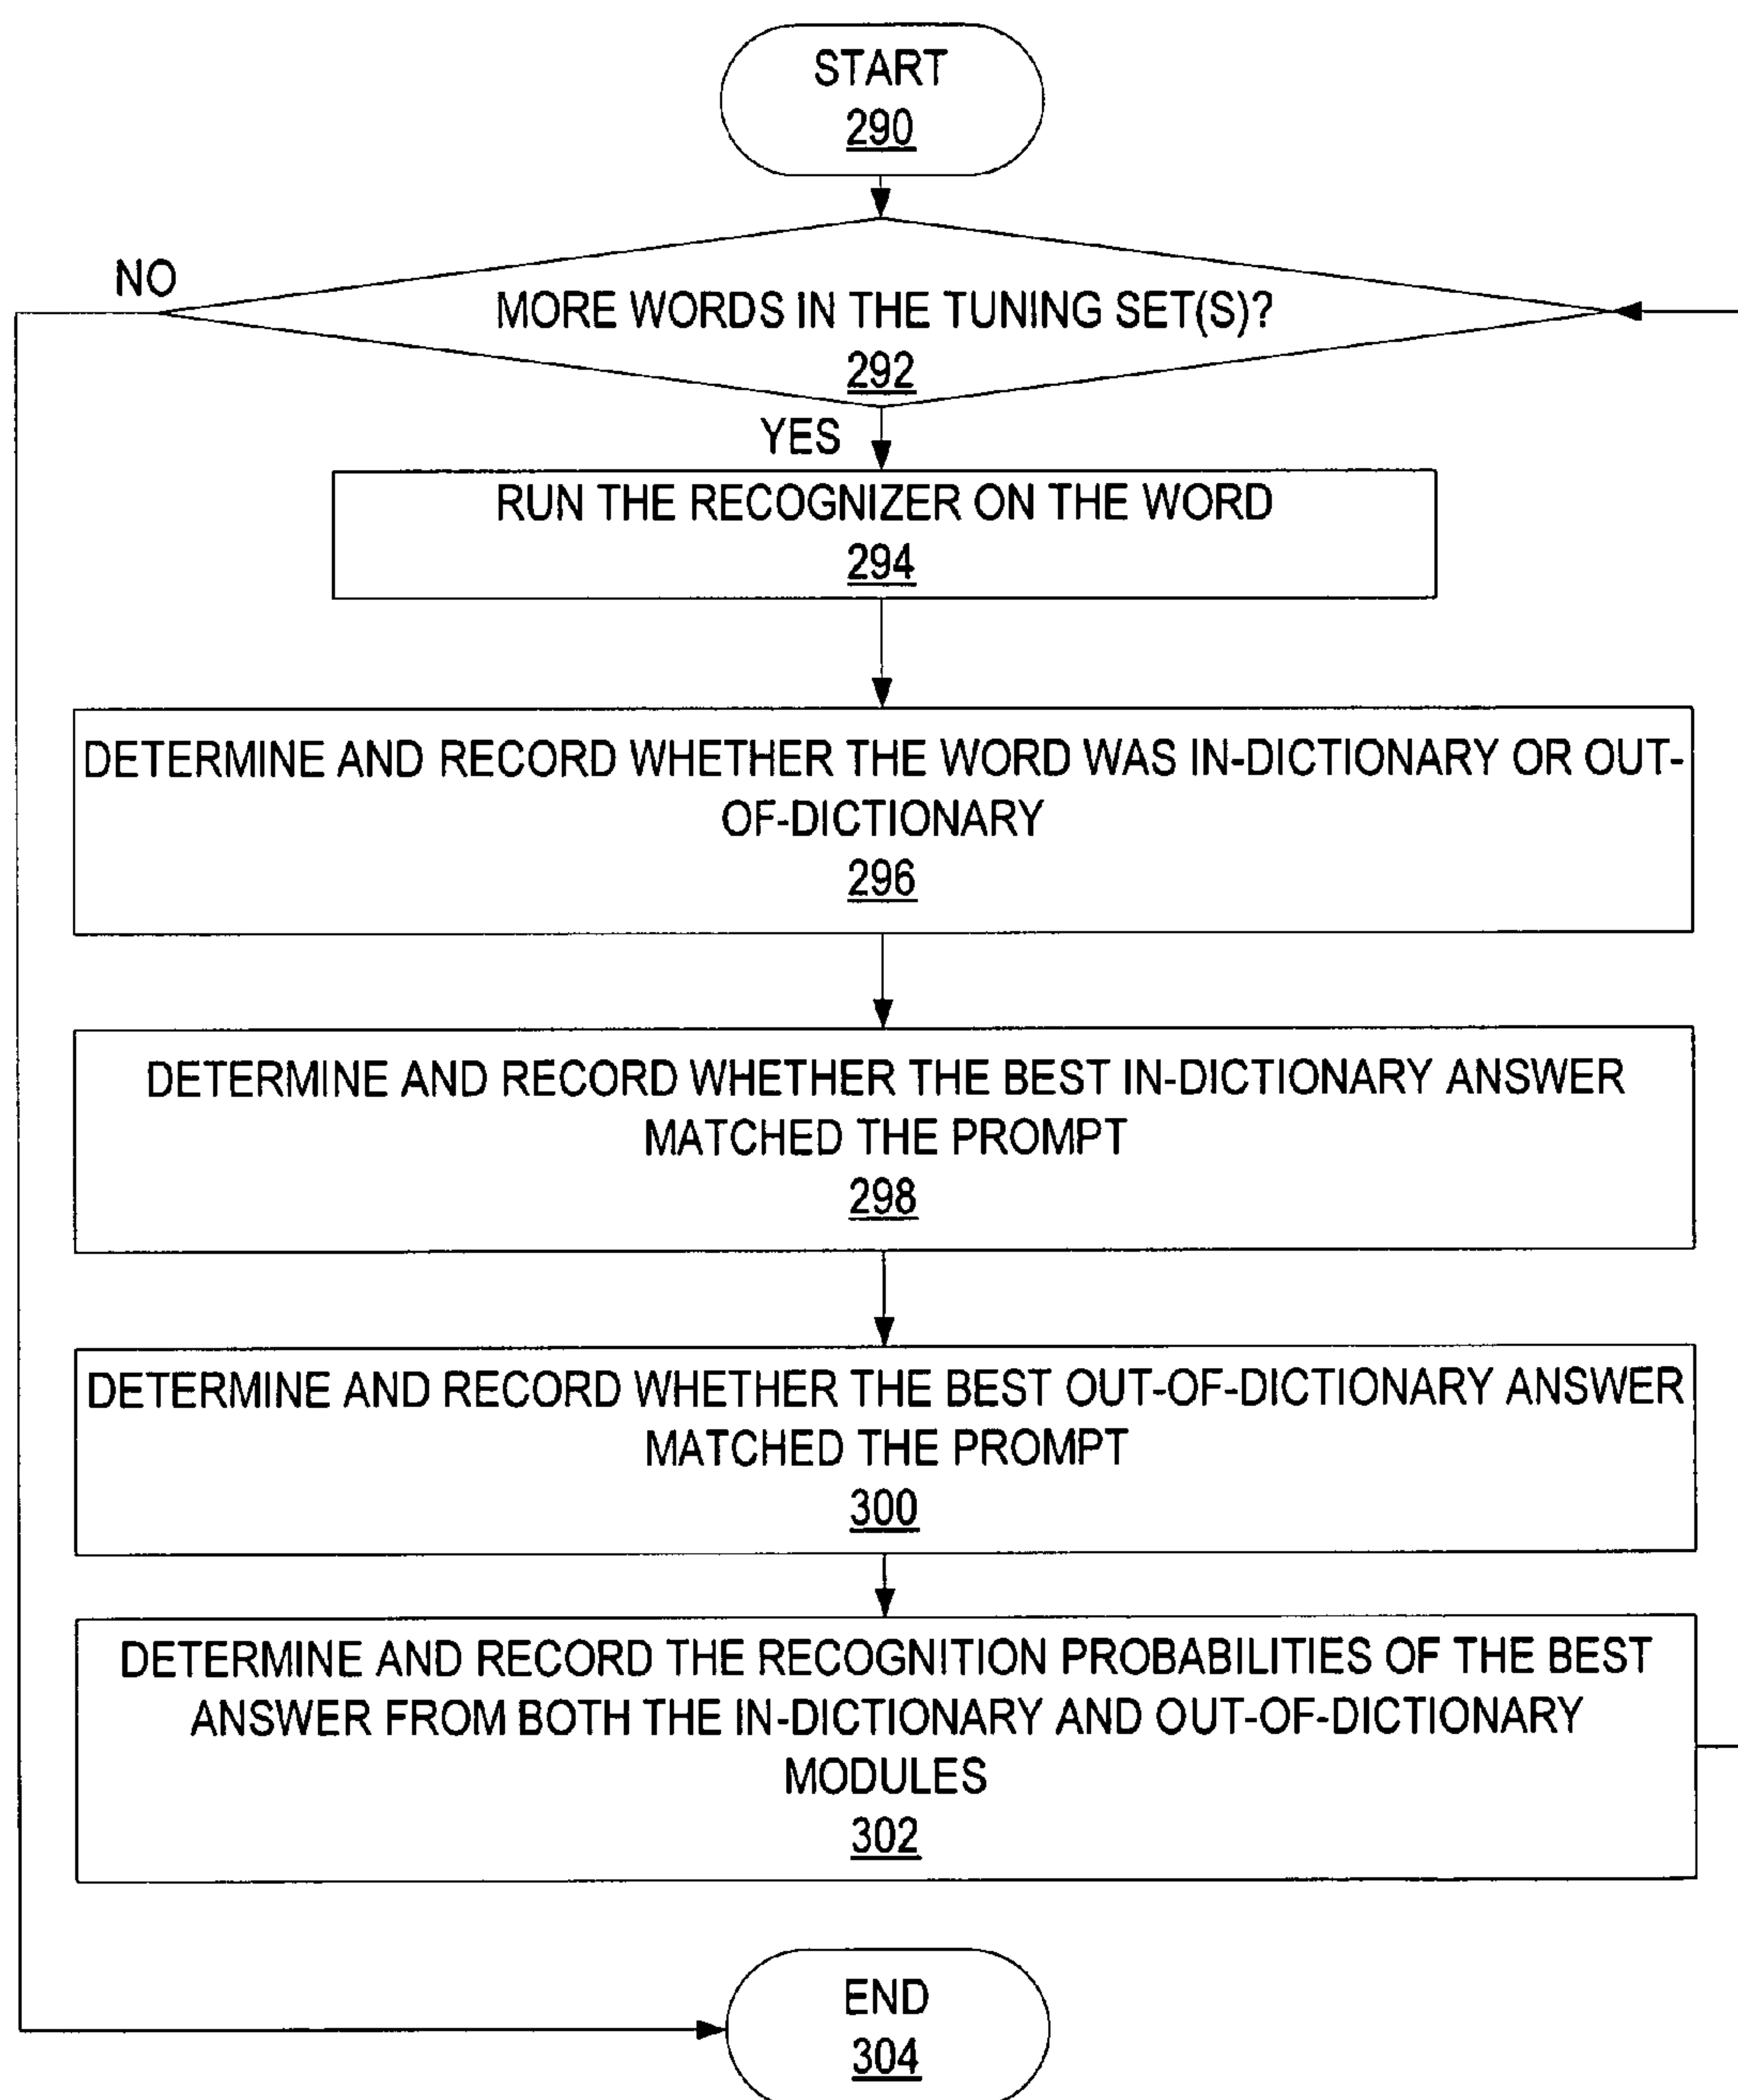 START
290
NO
MORE WORDS IN THE TUNING SET(S)?
292
YES
RUN THE RECOGNIZER ON THE WORD
294
DETERMINE AND RECORD WHETHER THE WORD WAS IN-DICTIONARY OR OUT-
OF-DICTIONARY
296
DETERMINE AND RECORD WHETHER THE BEST IN-DICTIONARY ANSWER
MATCHED THE PROMPT
298
DETERMINE AND RECORD WHETHER THE BEST OUT-OF-DICTIONARY ANSWER
MATCHED THE PROMPT
300
DETERMINE AND RECORD THE RECOGNITION PROBABILITIES OF THE BEST
ANSWER FROM BOTH THE IN-DICTIONARY AND OUT-OF-DICTIONARY
MODULES
302
END
304